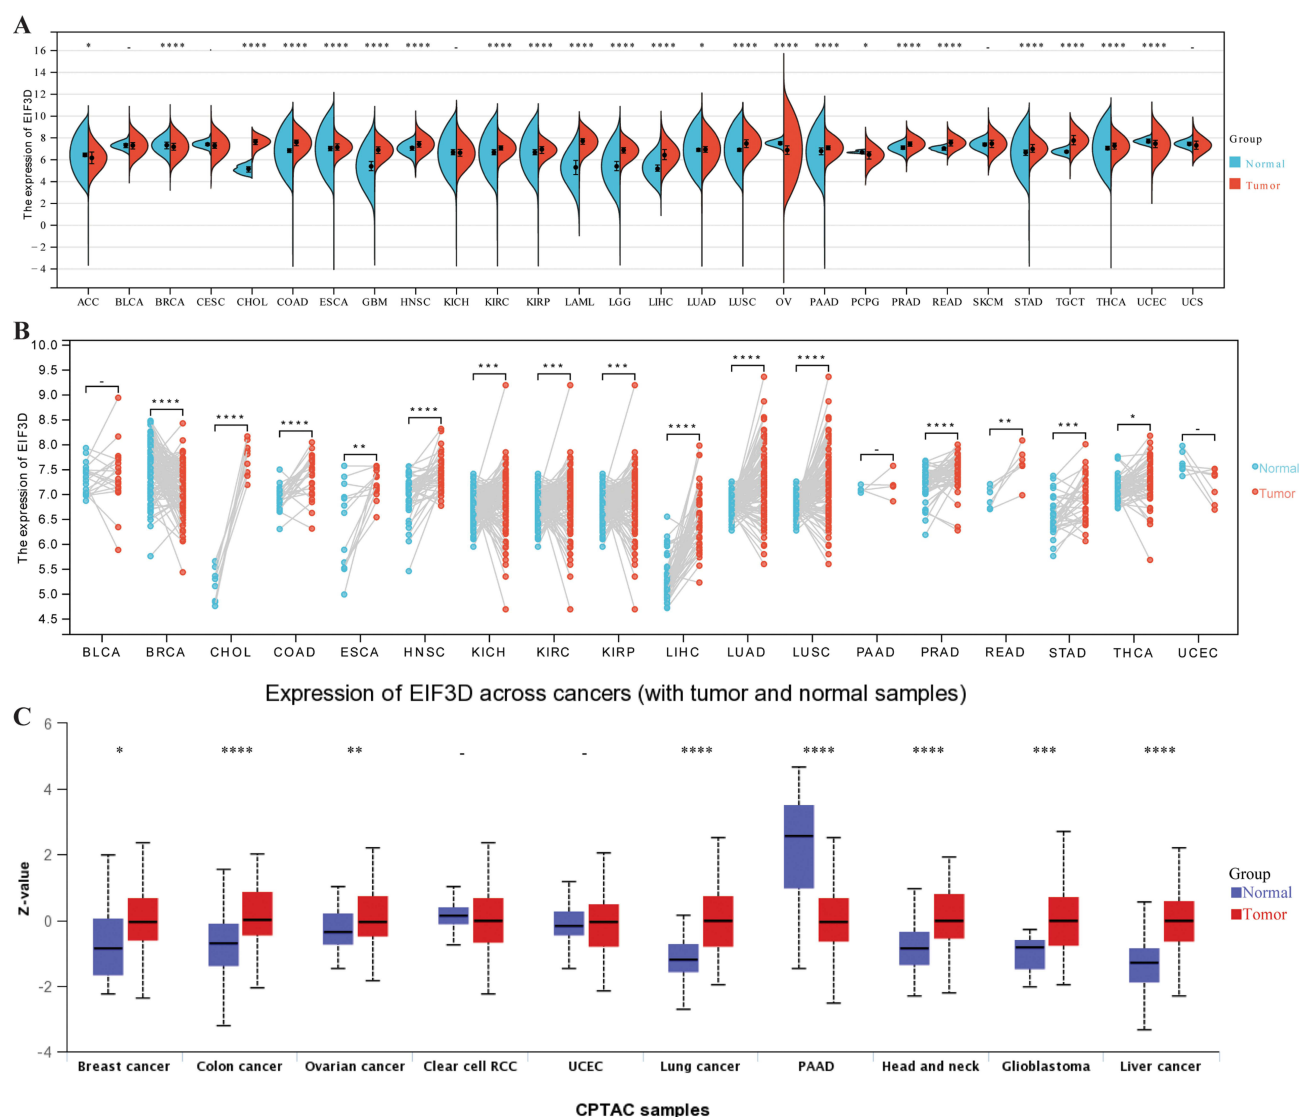 A
* - **** . **** **** **** **** **** - **** **** **** **** **** * **** **** **** * **** **** - **** **** **** **** -
The expression of EIF3D
16
14
12
10
8
6
4
2
0
−2
−4
ACC BLCA BRCA CESC CHOL COAD ESCA GBM HNSC KICH KIRC KIRP LAML LGG LIHC LUAD LUSC OV PAAD PCPG PRAD READ SKCM STAD TGCT THCA UCEC UCS
Group
Normal
Tumor
B
- **** **** **** ** **** *** *** *** **** **** **** - **** ** *** * -
The expression of EIF3D
10.0
9.5
9.0
8.5
8.0
7.5
7.0
6.5
6.0
5.5
5.0
4.5
BLCA BRCA CHOL COAD ESCA HNSC KICH KIRC KIRP LIHC LUAD LUSC PAAD PRAD READ STAD THCA UCEC
Normal
Tumor
Expression of EIF3D across cancers (with tumor and normal samples)
C
* **** ** - - **** **** **** *** ****
Z-value
6
4
2
0
-2
-4
Breast cancer Colon cancer Ovarian cancer Clear cell RCC UCEC Lung cancer PAAD Head and neck Glioblastoma Liver cancer
CPTAC samples
Group
Normal
Tomor